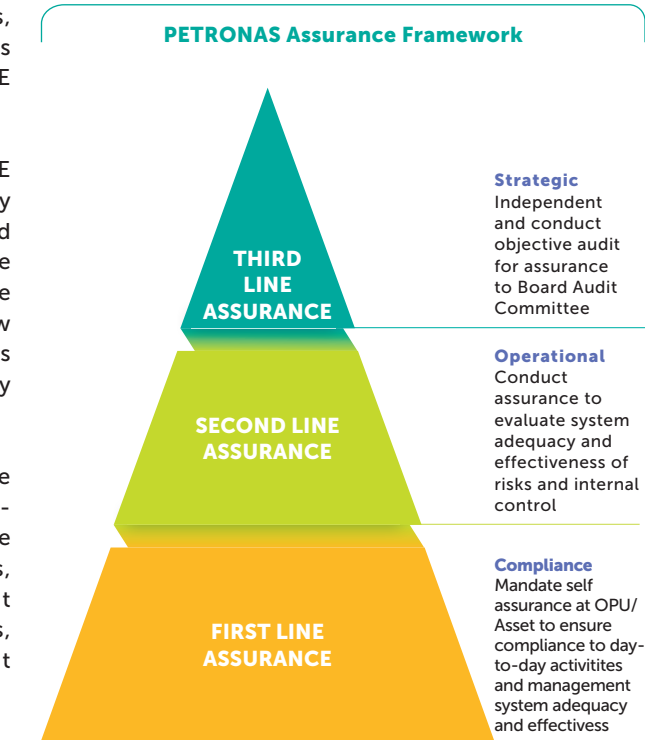 s,
s
E
E
y
d
e
e
w
s
y
e
-
e
s,
t
s,
t
PETRONAS Assurance Framework
THIRD
LINE
ASSURANCE
Strategic
Independent
and conduct
objective audit
for assurance
to Board Audit
Committee
SECOND LINE
ASSURANCE
Operational
Conduct
assurance to
evaluate system
adequacy and
effectiveness of
risks and internal
control
FIRST LINE
ASSURANCE
Compliance
Mandate self
assurance at OPU/
Asset to ensure
compliance to day-
to-day activitites
and management
system adequacy
and effectivess